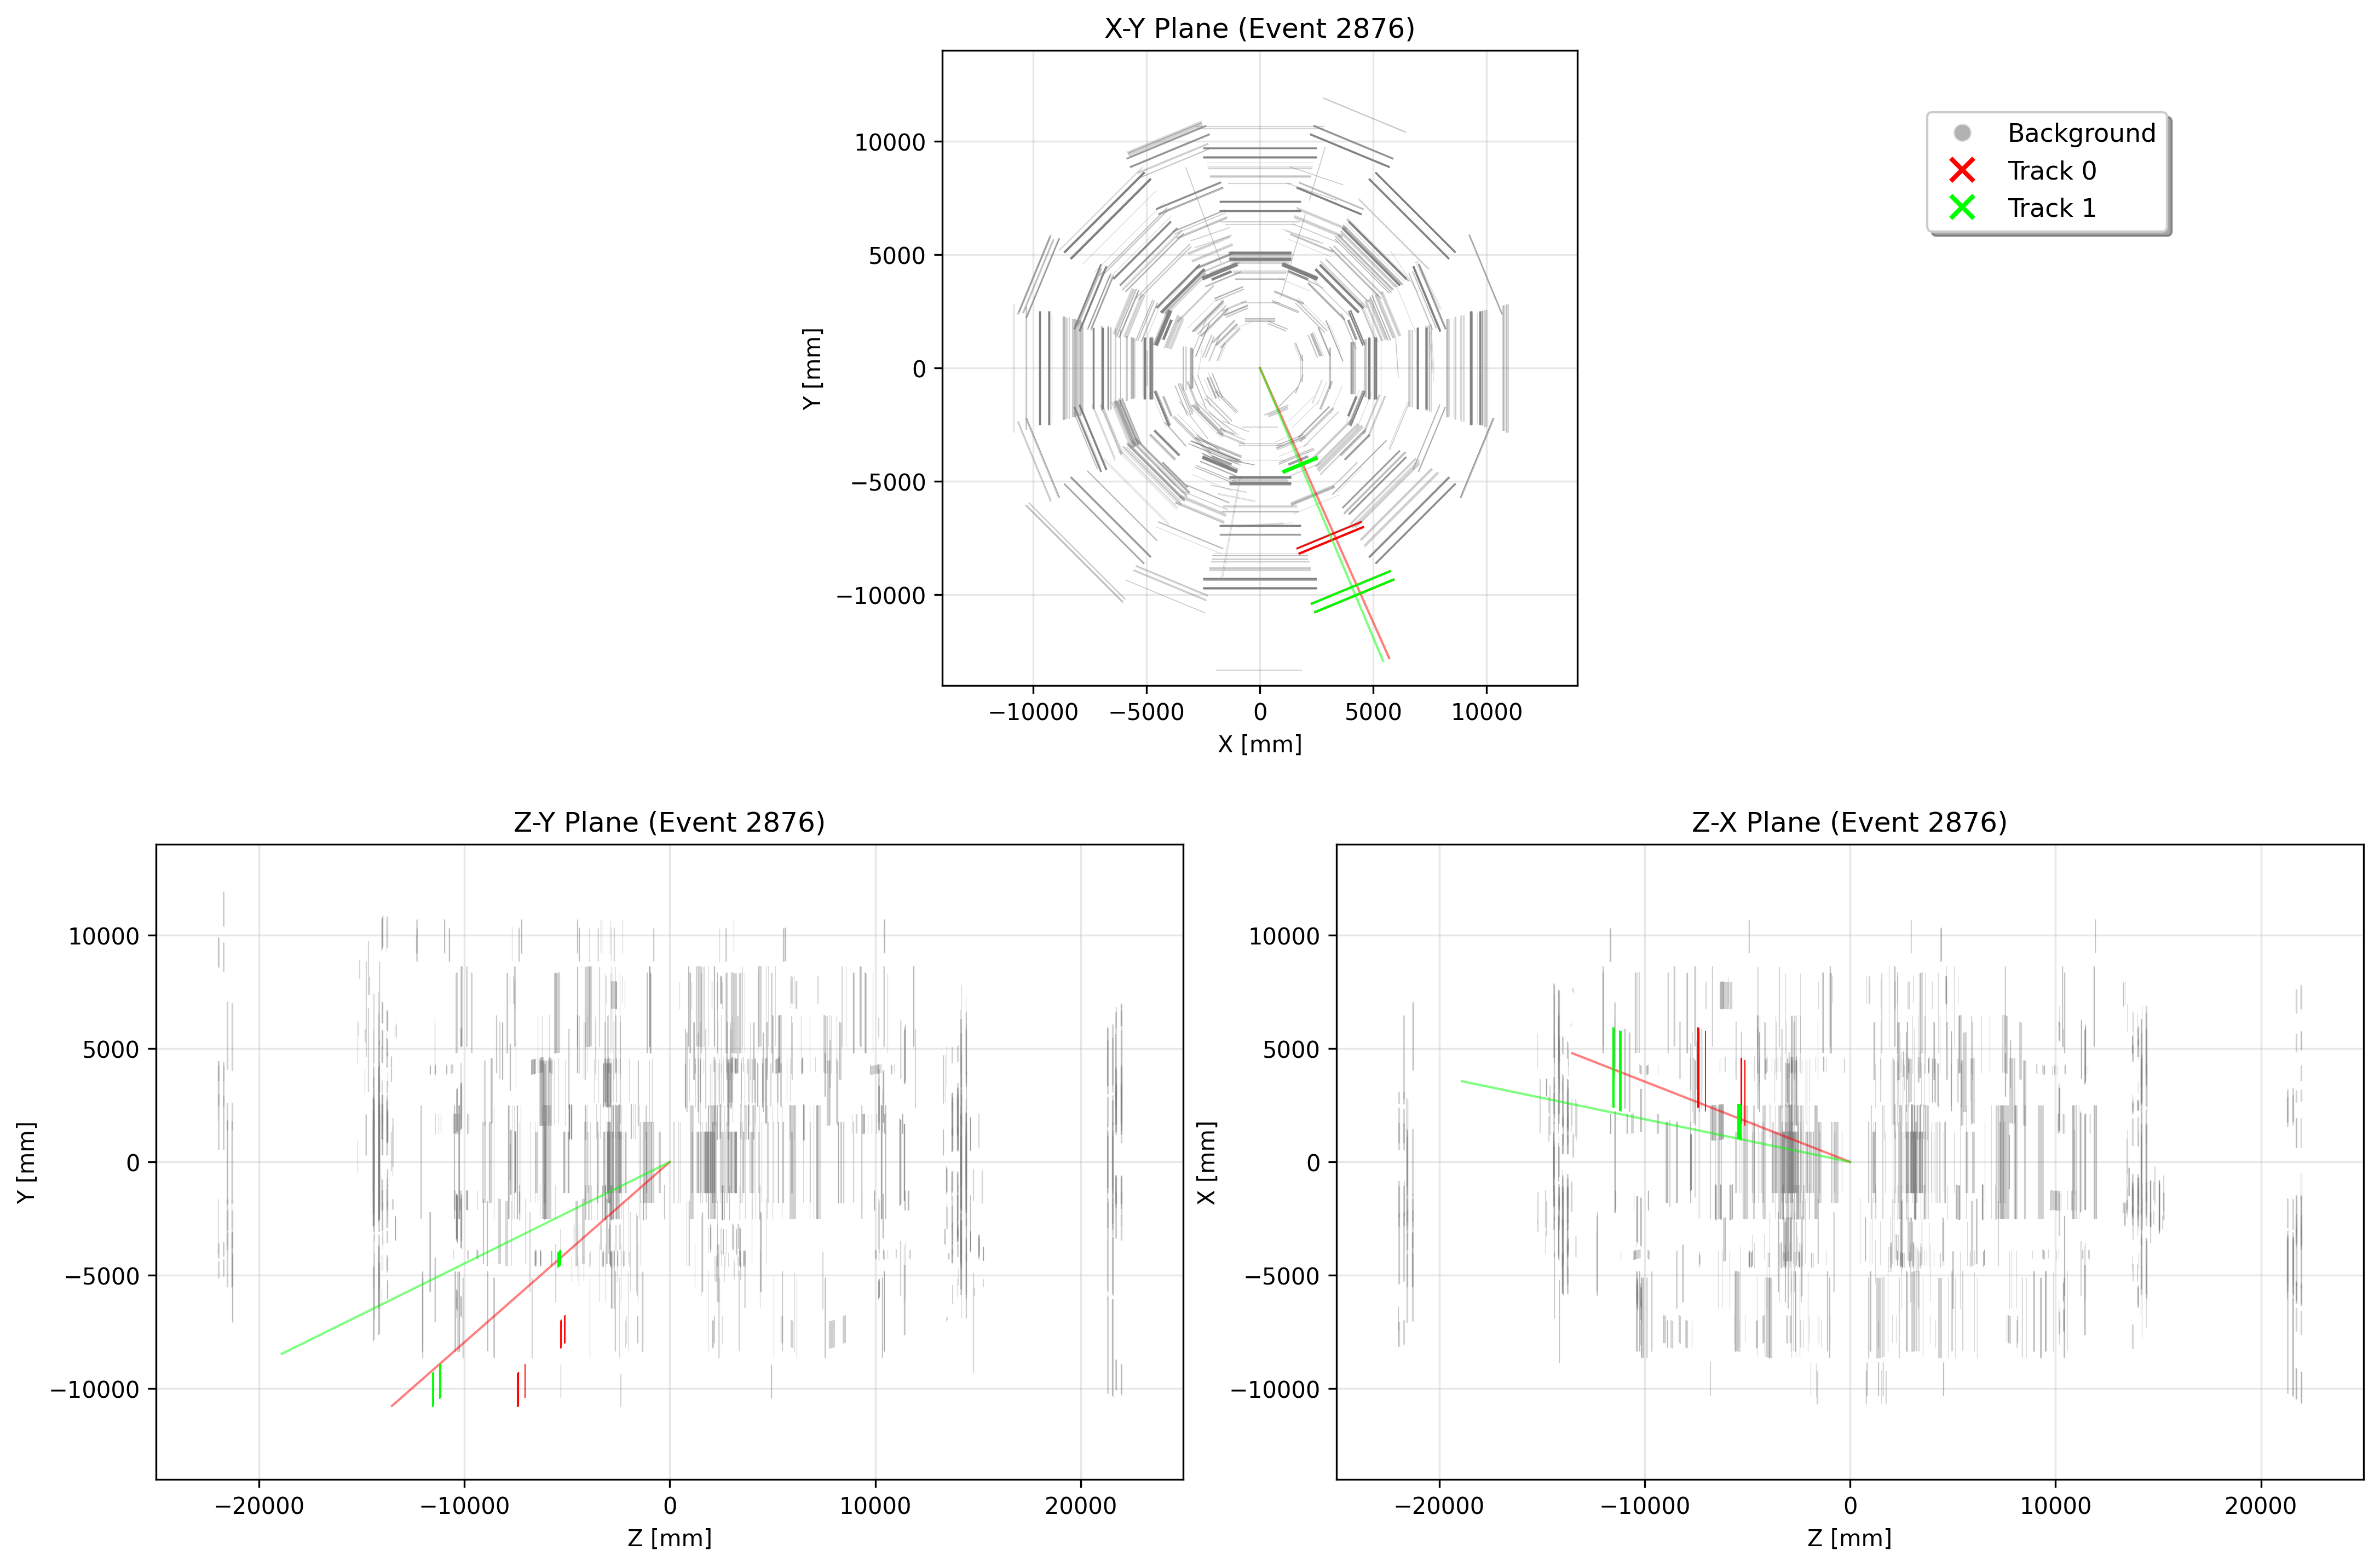 X-Y Plane (Event 2876)
Background
Track 0
Track 1
10000
5000
0
−5000
−10000
Y [mm]
−10000 −5000 0 5000 10000
X [mm]
Z-Y Plane (Event 2876)
10000
5000
0
−5000
−10000
Y [mm]
−20000 −10000 0 10000 20000
Z [mm]
Z-X Plane (Event 2876)
10000
5000
0
−5000
−10000
X [mm]
−20000 −10000 0 10000 20000
Z [mm]